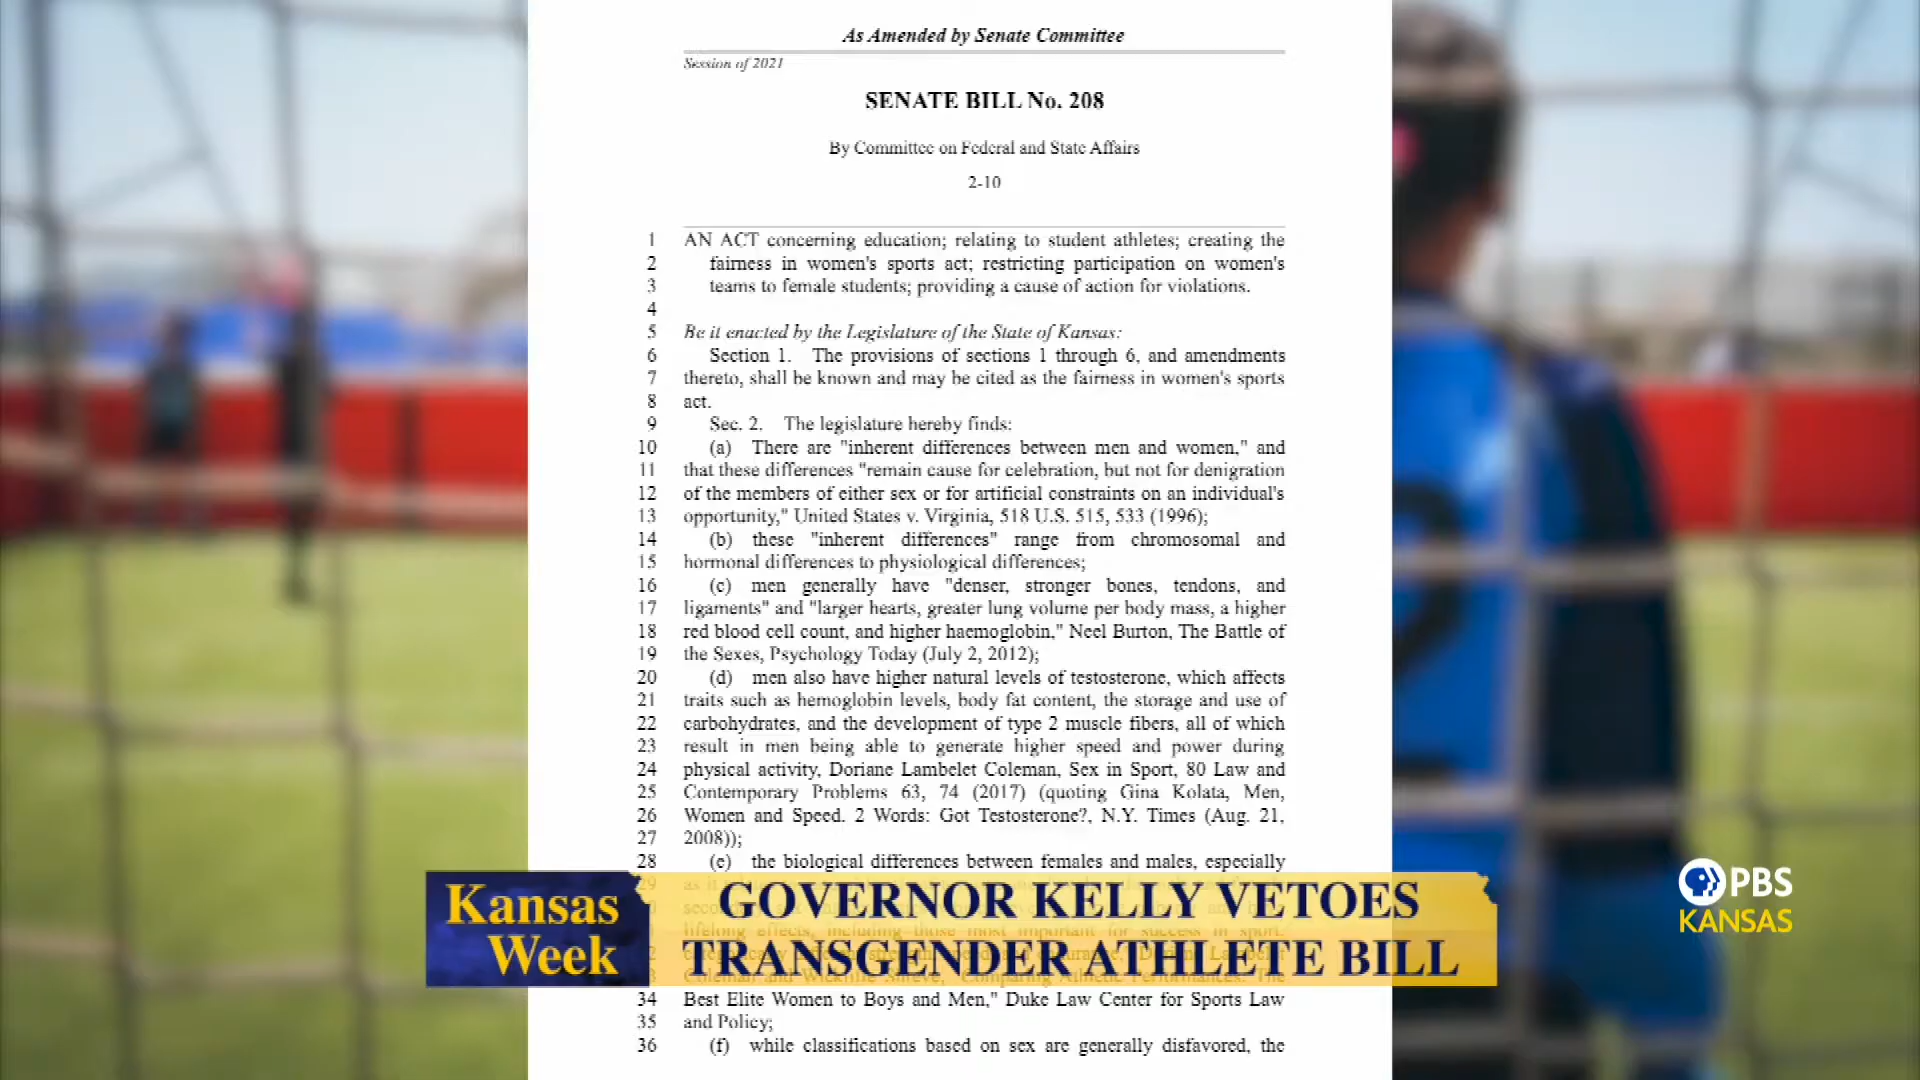 As Amended by Senate Committee
Session of 2021
SENATE BILL No. 208
By Committee on Federal and State Affairs
2-10
1 AN ACT concerning education; relating to student athletes; creating the
2 fairness in women's sports act; restricting participation on women's
3 teams to female students; providing a cause of action for violations.
4
5 Be it enacted by the Legislature of the State of Kansas:
6 Section 1. The provisions of sections 1 through 6, and amendments
7 thereto, shall be known and may be cited as the fairness in women's sports
8 act.
9 Sec. 2. The legislature hereby finds:
10 (a) There are "inherent differences between men and women," and
11 that these differences "remain cause for celebration, but not for denigration
12 of the members of either sex or for artificial constraints on an individual's
13 opportunity," United States v. Virginia, 518 U.S. 515, 533 (1996);
14 (b) these "inherent differences" range from chromosomal and
15 hormonal differences to physiological differences;
16 (c) men generally have "denser, stronger bones, tendons, and
17 ligaments" and "larger hearts, greater lung volume per body mass, a higher
18 red blood cell count, and higher haemoglobin," Neel Burton, The Battle of
19 the Sexes, Psychology Today (July 2, 2012);
20 (d) men also have higher natural levels of testosterone, which affects
21 traits such as hemoglobin levels, body fat content, the storage and use of
22 carbohydrates, and the development of type 2 muscle fibers, all of which
23 result in men being able to generate higher speed and power during
24 physical activity, Doriane Lambelet Coleman, Sex in Sport, 80 Law and
25 Contemporary Problems 63, 74 (2017) (quoting Gina Kolata, Men,
26 Women and Speed. 2 Words: Got Testosterone?, N.Y. Times (Aug. 21,
27 2008));
28 (e) the biological differences between females and males, especially
lifelong effects, including those most important for success in sport:
34 Best Elite Women to Boys and Men," Duke Law Center for Sports Law
35 and Policy;
36 (f) while classifications based on sex are generally disfavored, the
Kansas
Week
GOVERNOR KELLY VETOES
TRANSGENDER ATHLETE BILL
2
PBS
KANSAS